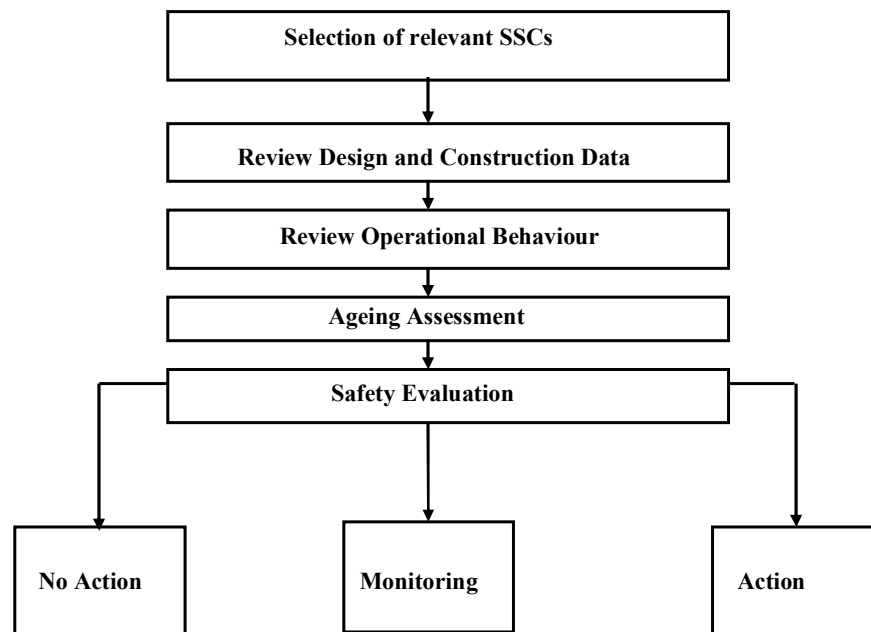 Selection of relevant SSCs
Review Design and Construction Data
Review Operational Behaviour
Ageing Assessment
Safety Evaluation
No Action
Monitoring
Action